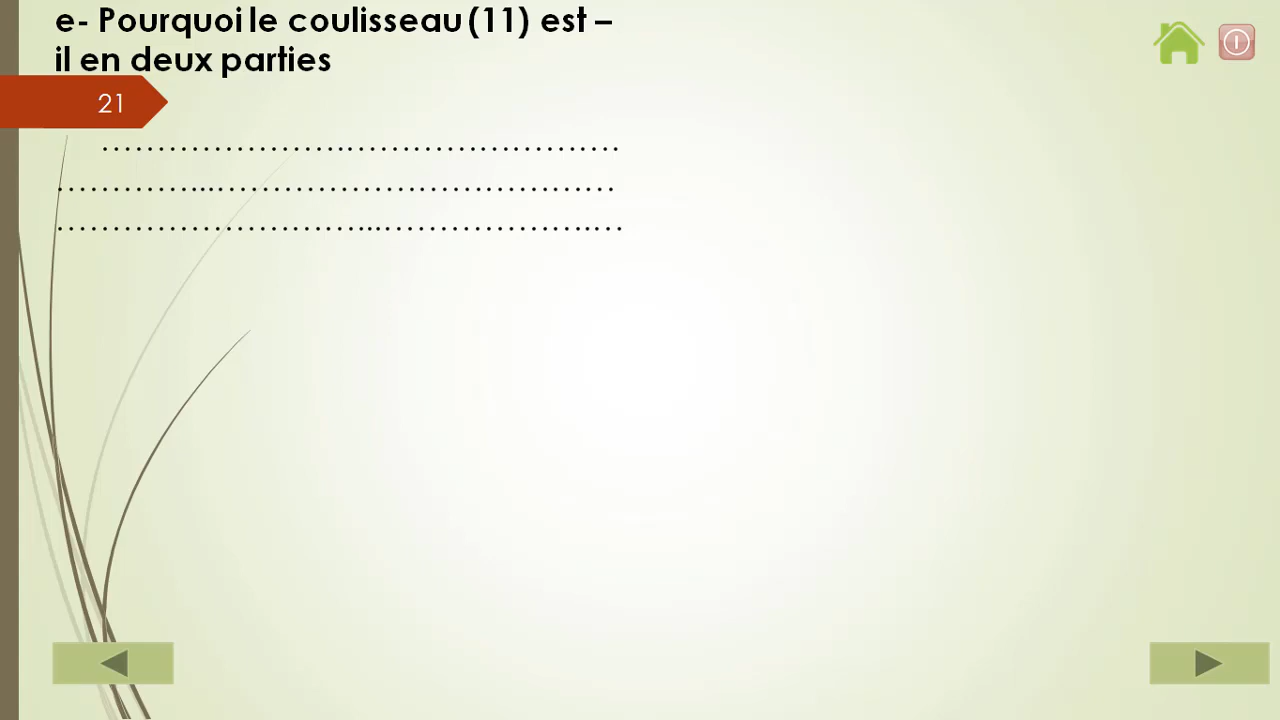 e- Pourquoi le coulisseau (11) est –
il en deux parties
21
………………….……………………
…………...………………………………
………………………...……………….…